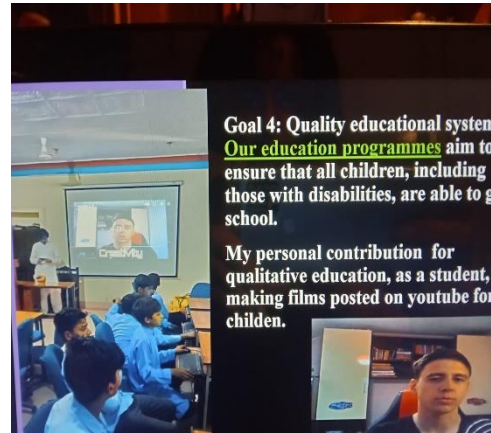 Creativity
Goal 4: Quality educational system
Our education programmes aim to
ensure that all children, including
those with disabilities, are able to g
school.
My personal contribution for
qualitative education, as a student,
making films posted on youtube for
childen.